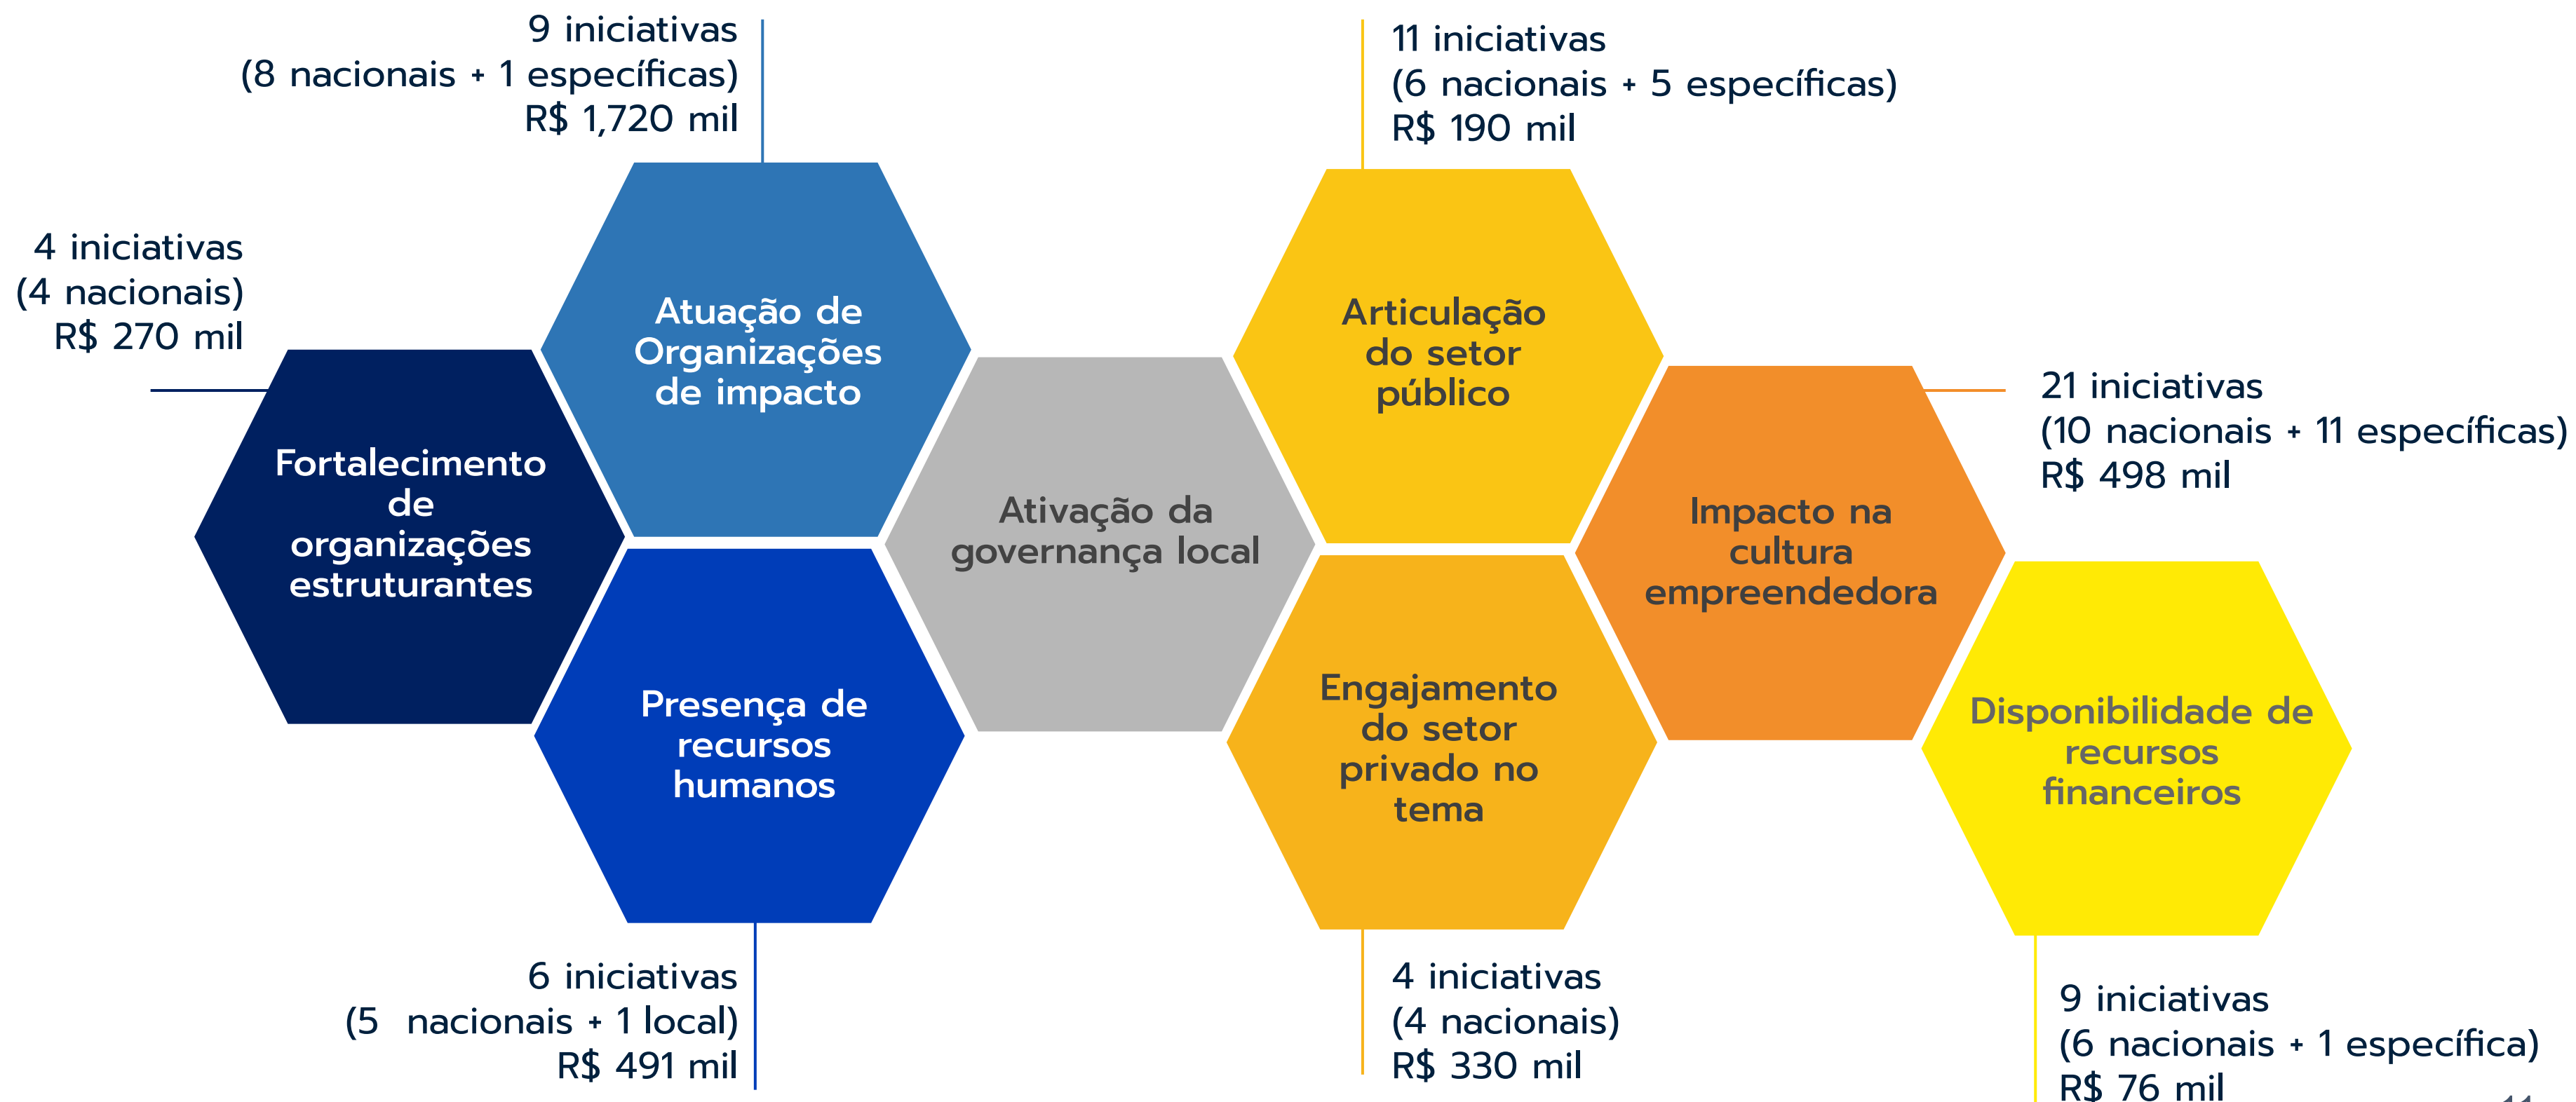 9 iniciativas
(8 nacionais + 1 específicas)
R$ 1,720 mil
11 iniciativas
(6 nacionais + 5 específicas)
R$ 190 mil
4 iniciativas
(4 nacionais)
R$ 270 mil
Atuação de
Organizações
de impacto
Articulação
do setor
público
21 iniciativas
(10 nacionais + 11 específicas)
R$ 498 mil
Fortalecimento
de
organizações
estruturantes
Ativação da
governança local
Impacto na
cultura
empreendedora
Presença de
recursos
humanos
Engajamento
do setor
privado no
tema
Disponibilidade de
recursos
financeiros
6 iniciativas
(5  nacionais + 1 local)
R$ 491 mil
4 iniciativas
(4 nacionais)
R$ 330 mil
9 iniciativas
(6 nacionais + 1 específica)
R$ 76 mil